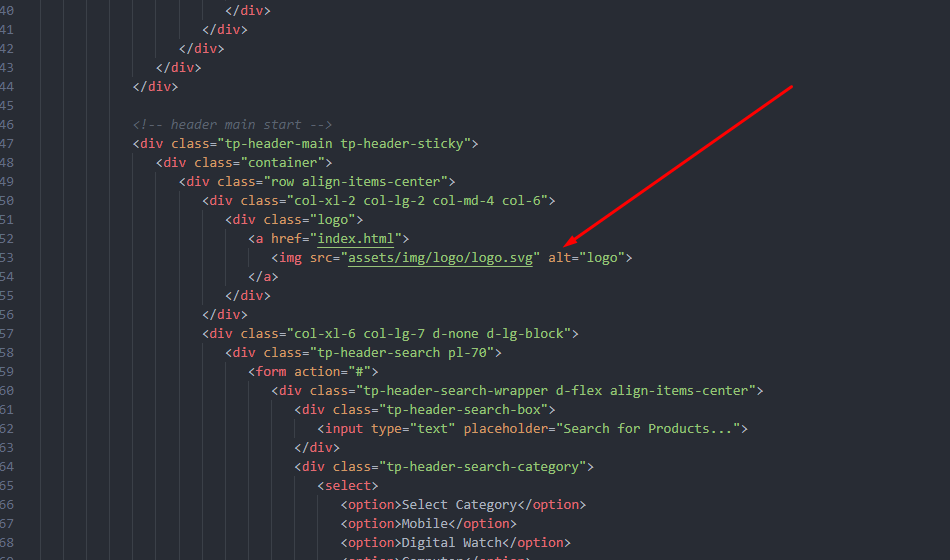 40 </div>
41 </div>
42 </div>
43 </div>
44 </div>
45
46 <!-- header main start -->
47 <div class="tp-header-main tp-header-sticky">
48 <div class="container">
49 <div class="row align-items-center">
50 <div class="col-xl-2 col-lg-2 col-md-4 col-6">
51 <div class="logo">
52 <a href="index.html">
53 <img src="assets/img/logo/logo.svg" alt="logo">
54 </a>
55 </div>
56 </div>
57 <div class="col-xl-6 col-lg-7 d-none d-lg-block">
58 <div class="tp-header-search pl-70">
59 <form action="#">
60 <div class="tp-header-search-wrapper d-flex align-items-center">
61 <div class="tp-header-search-box">
62 <input type="text" placeholder="Search for Products...">
63 </div>
64 <div class="tp-header-search-category">
65 <select>
66 <option>Select Category</option>
67 <option>Mobile</option>
68 <option>Digital Watch</option>